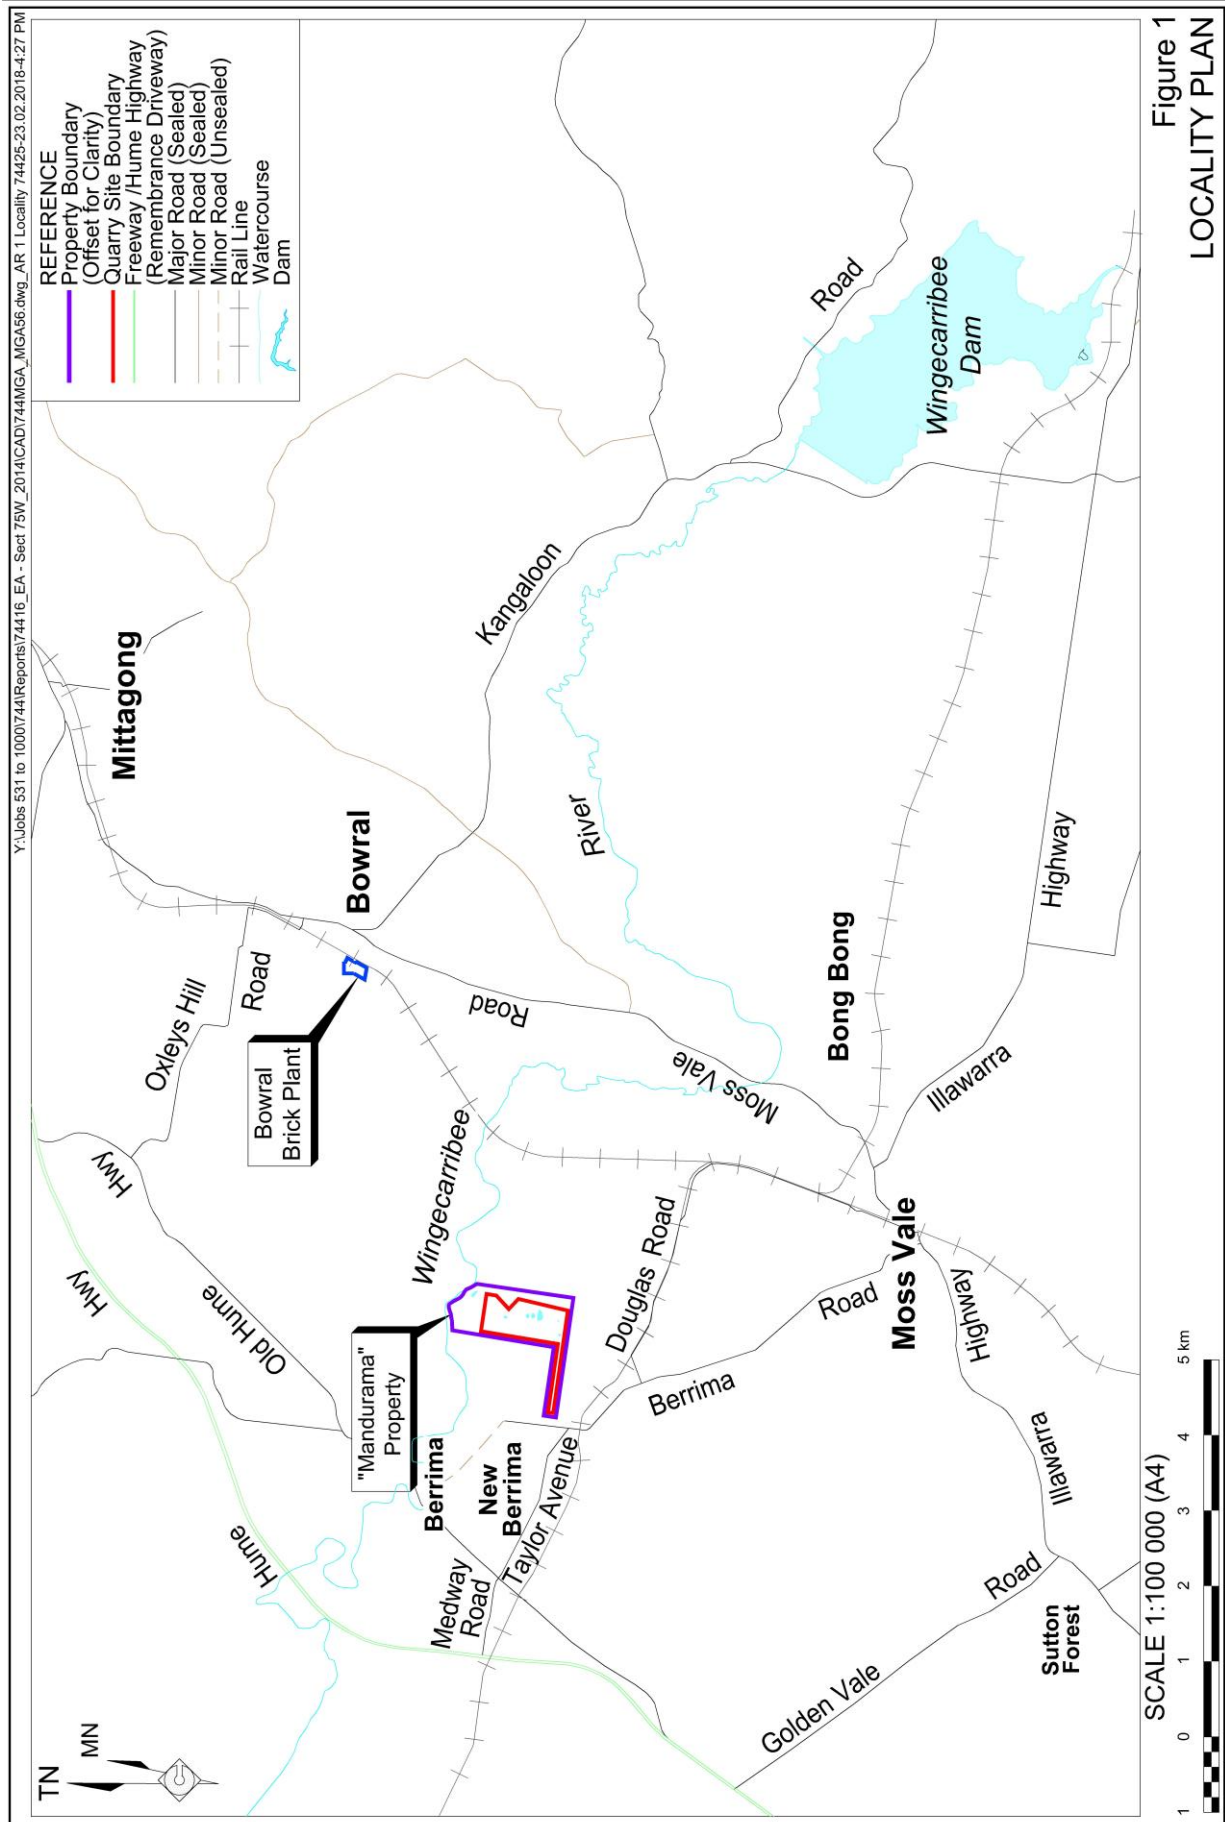 Y:\Jobs 531 to 1000\744\Reports\74416_EA - Sect 75W_2014\CAD\744MGA_MGA56.dwg_AR 1 Locality 74425-23.02.2018-4:27 PM
TN
MN
REFERENCE
Property Boundary
(Offset for Clarity)
Quarry Site Boundary
Freeway /Hume Highway
(Remembrance Driveway)
Major Road (Sealed)
Minor Road (Sealed)
Minor Road (Unsealed)
Rail Line
Watercourse
Dam
Mittagong
Hwy
Hwy
Oxleys Hill
Road
Bowral
Bowral
Brick Plant
Old Hume
Hume
"Mandurama"
Property
Wingecarribee
Berrima
New
Berrima
Medway
Road
Taylor Avenue
Douglas Road
Berrima
Road
Road
Moss Vale
Kangaloon
Road
River
Wingecarribee
Dam
Bong Bong
Illawarra
Highway
Moss Vale
Highway
Illawarra
Golden Vale
Road
Sutton
Forest
SCALE 1:100 000 (A4)
1
0
1
2
3
4
5 km
Figure 1
LOCALITY PLAN